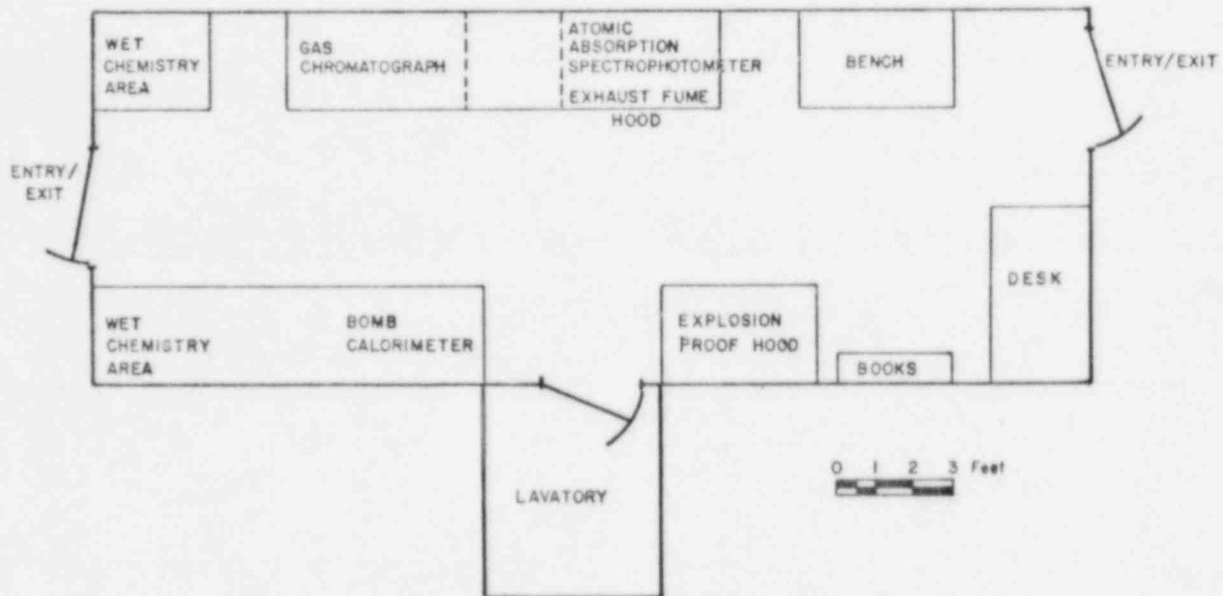 WET
CHEMISTRY
AREA
GAS
CHROMATOGRAPH
ATOMIC
ABSORPTION
SPECTROPHOTOMETER
EXHAUST FUME
HOOD
BENCH
ENTRY/EXIT
ENTRY/
EXIT
WET
CHEMISTRY
AREA
BOMB
CALORIMETER
EXPLOSION
PROOF HOOD
BOOKS
DESK
LAVATORY
0 1 2 3 Feet